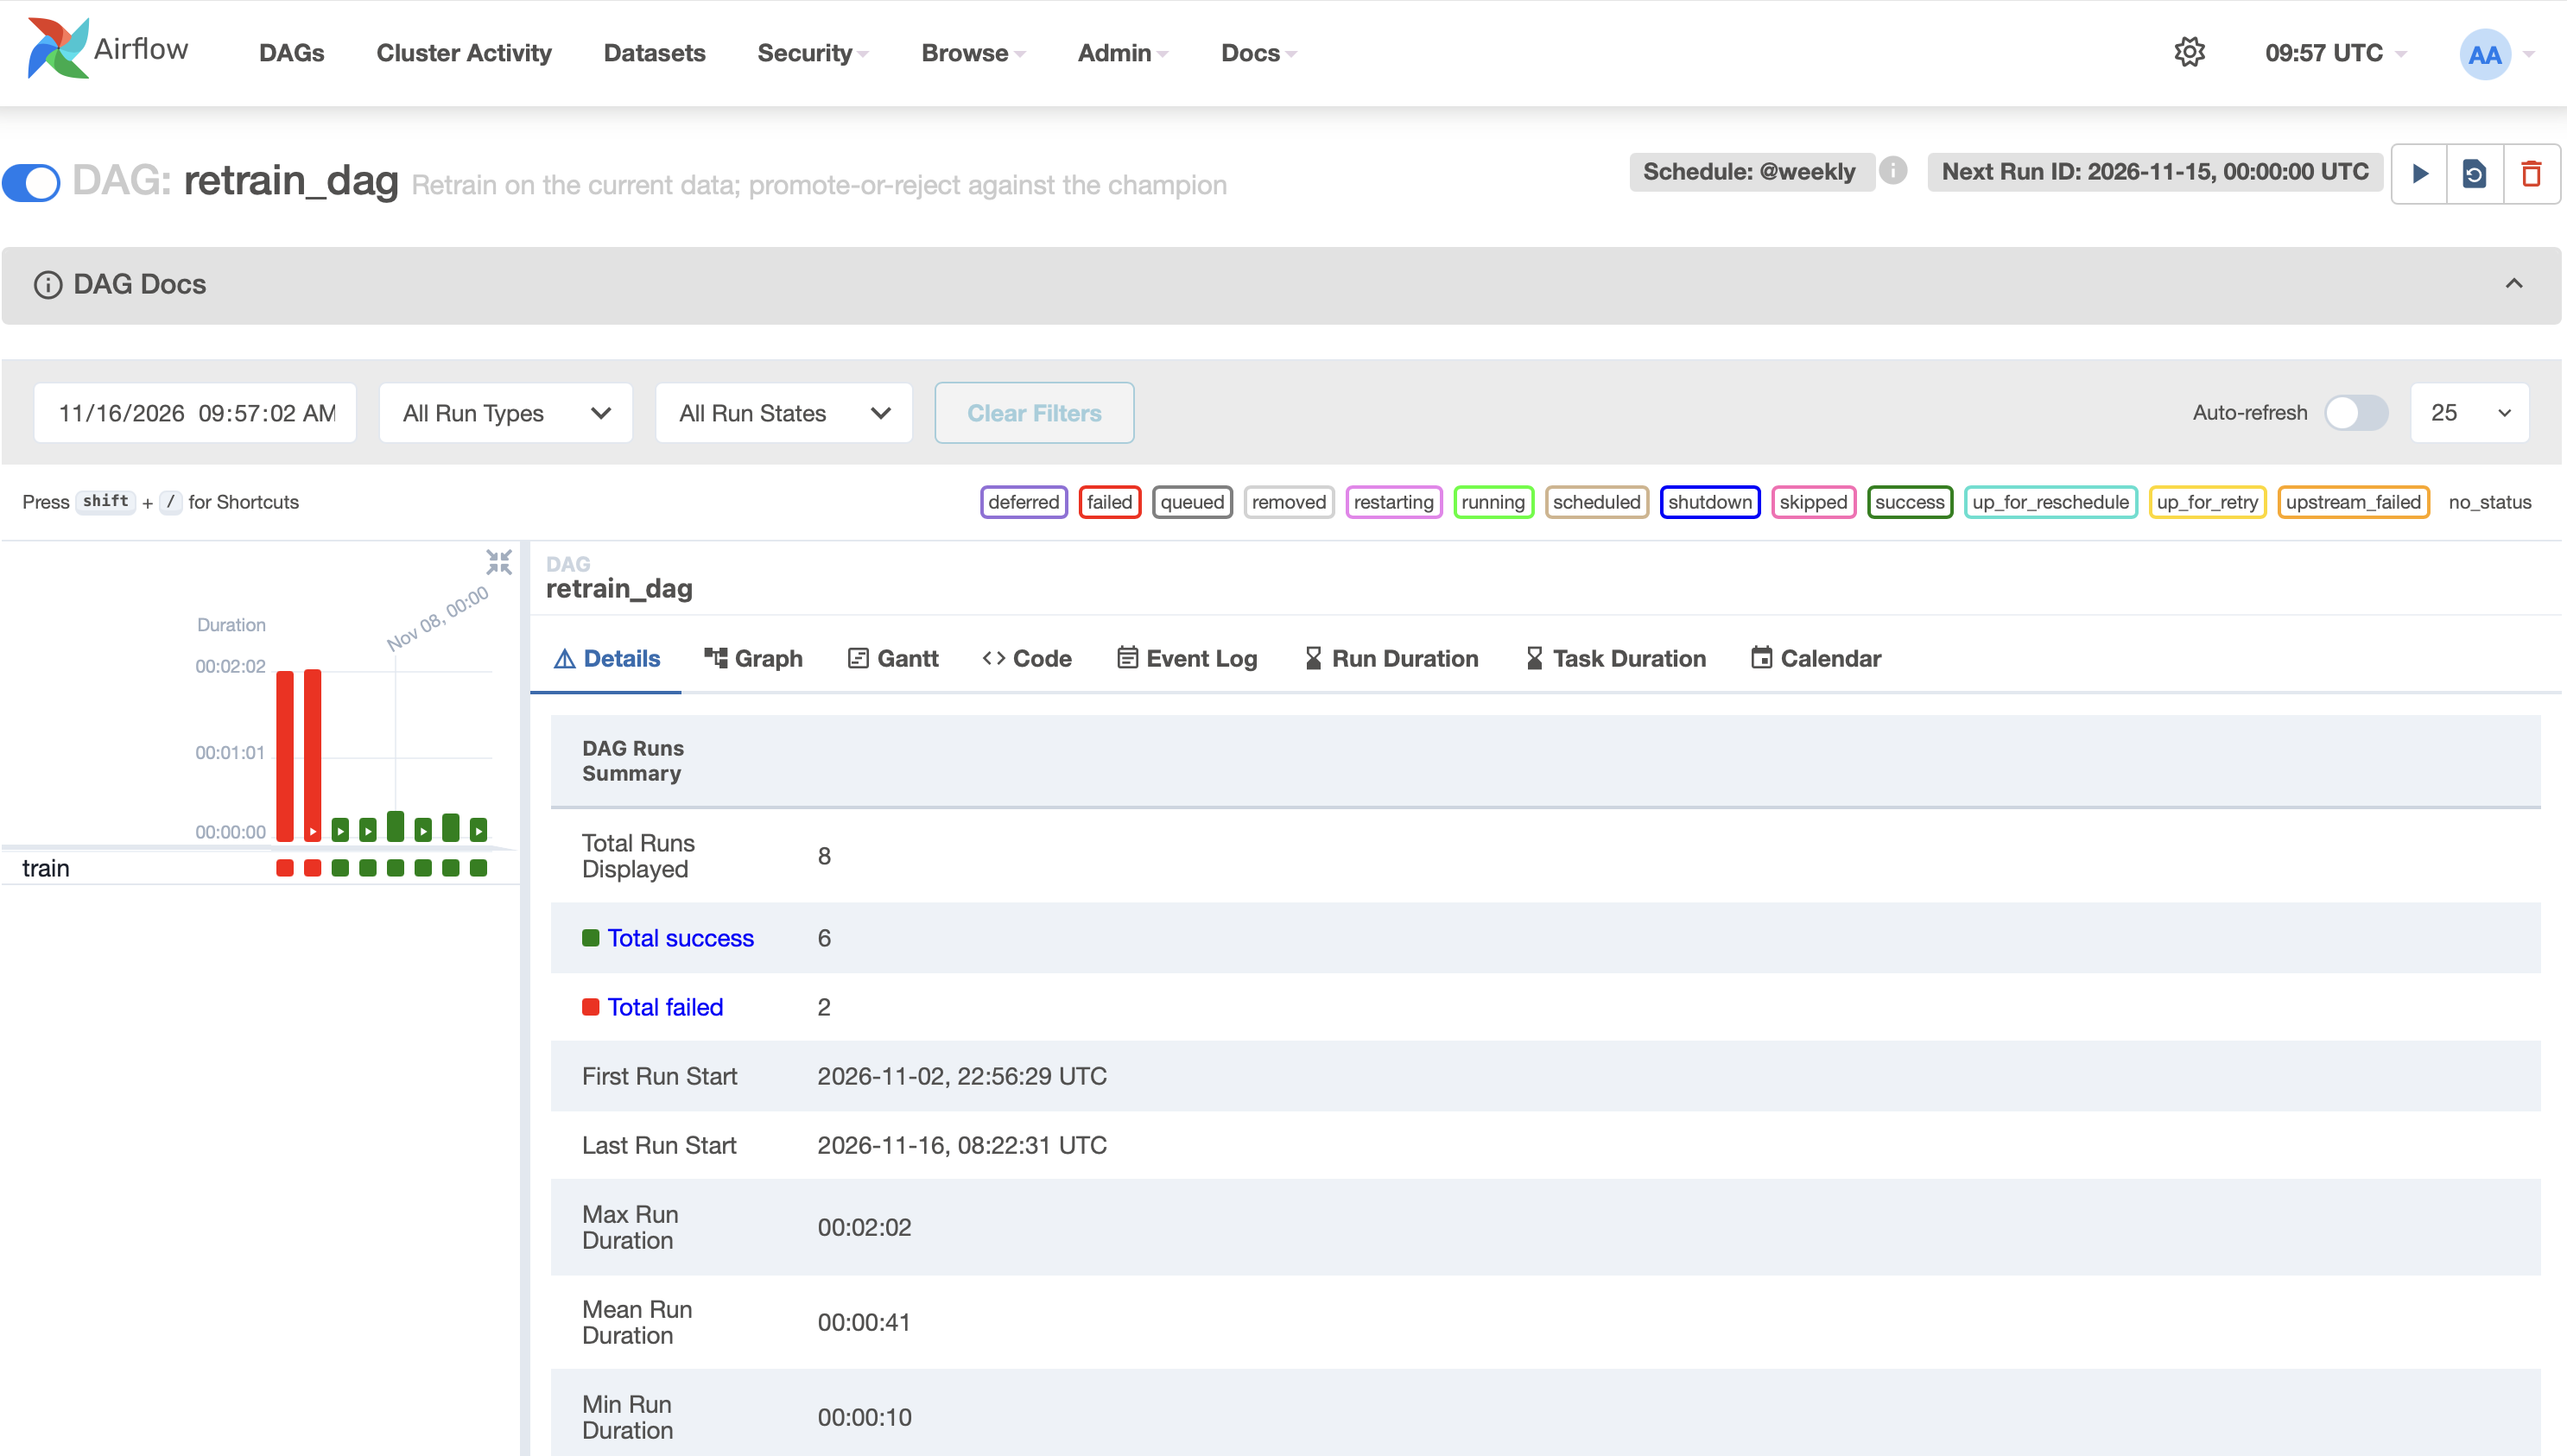 Airflow DAGs Cluster Activity Datasets Security Browse Admin Docs 09:57 UTC AA
DAG: retrain_dag Retrain on the current data; promote-or-reject against the champion Schedule: @weekly Next Run ID: 2026-11-15, 00:00:00 UTC
DAG Docs
11/16/2026 09:57:02 AM All Run Types All Run States Clear Filters Auto-refresh 25
Press shift + / for Shortcuts deferred failed queued removed restarting running scheduled shutdown skipped success up_for_reschedule up_for_retry upstream_failed no_status
Nov 08, 00:00
Duration
00:02:02
00:01:01
00:00:00
train
DAG
retrain_dag
Details Graph Gantt Code Event Log Run Duration Task Duration Calendar
DAG Runs
Summary
Total Runs
Displayed
8
Total success 6
Total failed 2
First Run Start 2026-11-02, 22:56:29 UTC
Last Run Start 2026-11-16, 08:22:31 UTC
Max Run
Duration
00:02:02
Mean Run
Duration
00:00:41
Min Run
Duration
00:00:10